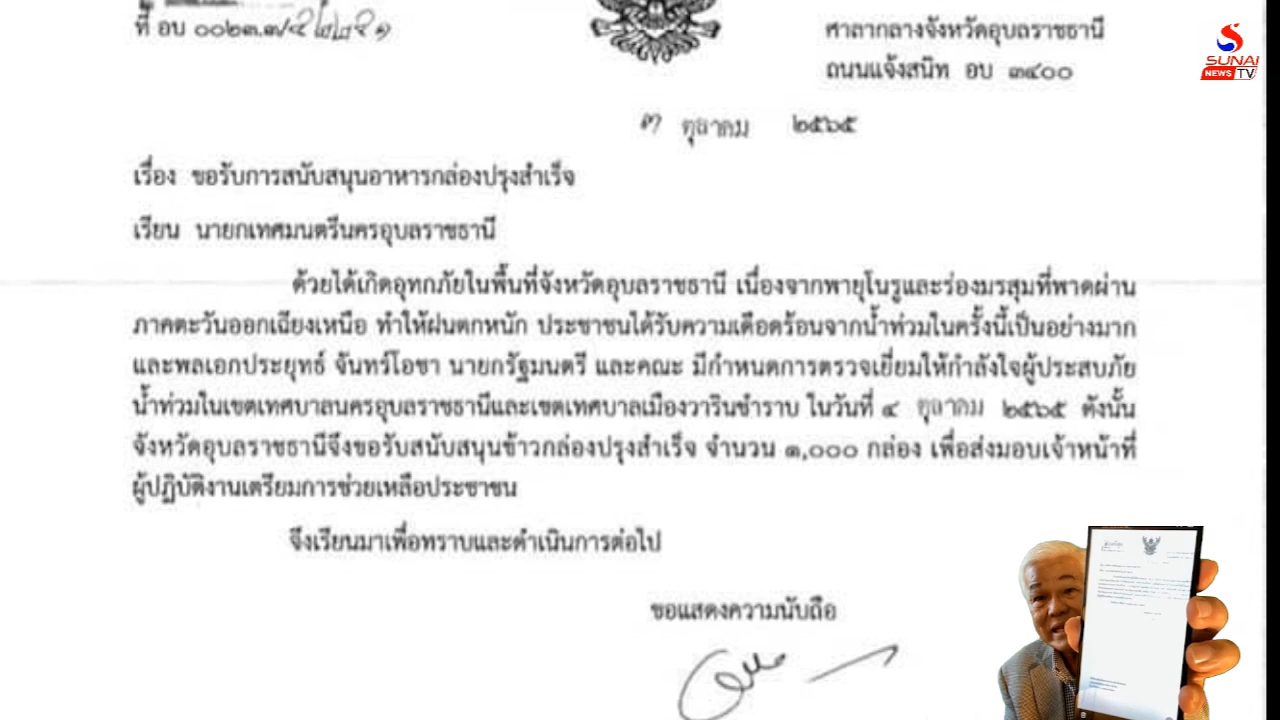 ที่ อบ ๐๐๒๓.๓/
ศาลากลางจังหวัดอุบลราชธานี
ถนนแจ้งสนิท อบ ๓๔๐๐๐
SUNAI
NEWS TV
๓ ตุลาคม ๒๕๖๕
เรื่อง ขอรับการสนับสนุนอาหารกล่องปรุงสำเร็จ
เรียน นายกเทศมนตรีนครอุบลราชธานี
ด้วยได้เกิดอุทกภัยในพื้นที่จังหวัดอุบลราชธานี เนื่องจากพายุโนรูและร่องมรสุมที่พาดผ่าน
ภาคตะวันออกเฉียงเหนือ ทำให้ฝนตกหนัก ประชาชนได้รับความเดือดร้อนจากน้ำท่วมในครั้งนี้เป็นอย่างมาก
และพลเอกประยุทธ์ จันทร์โอชา นายกรัฐมนตรี และคณะ มีกำหนดการตรวจเยี่ยมให้กำลังใจผู้ประสบภัย
น้ำท่วมในเขตเทศบาลนครอุบลราชธานีและเขตเทศบาลเมืองวารินชำราบ ในวันที่ ๔ ตุลาคม ๒๕๖๕ ดังนั้น
จังหวัดอุบลราชธานีจึงขอรับสนับสนุนข้าวกล่องปรุงสำเร็จ จำนวน ๑,๐๐๐ กล่อง เพื่อส่งมอบเจ้าหน้าที่
ผู้ปฏิบัติงานเตรียมการช่วยเหลือประชาชน
จึงเรียนมาเพื่อทราบและดำเนินการต่อไป
ขอแสดงความนับถือ